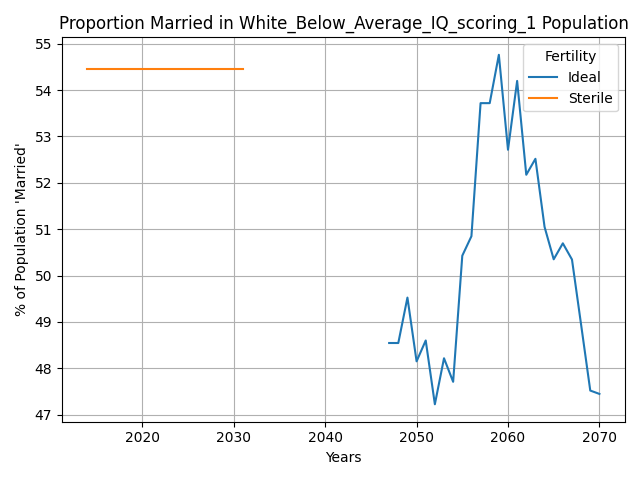 Proportion Married in White_Below_Average_IQ_scoring_1 Population
55
54
53
52
51
50
49
48
47
% of Population 'Married'
Fertility
Ideal
Sterile
2020 2030 2040 2050 2060 2070
Years